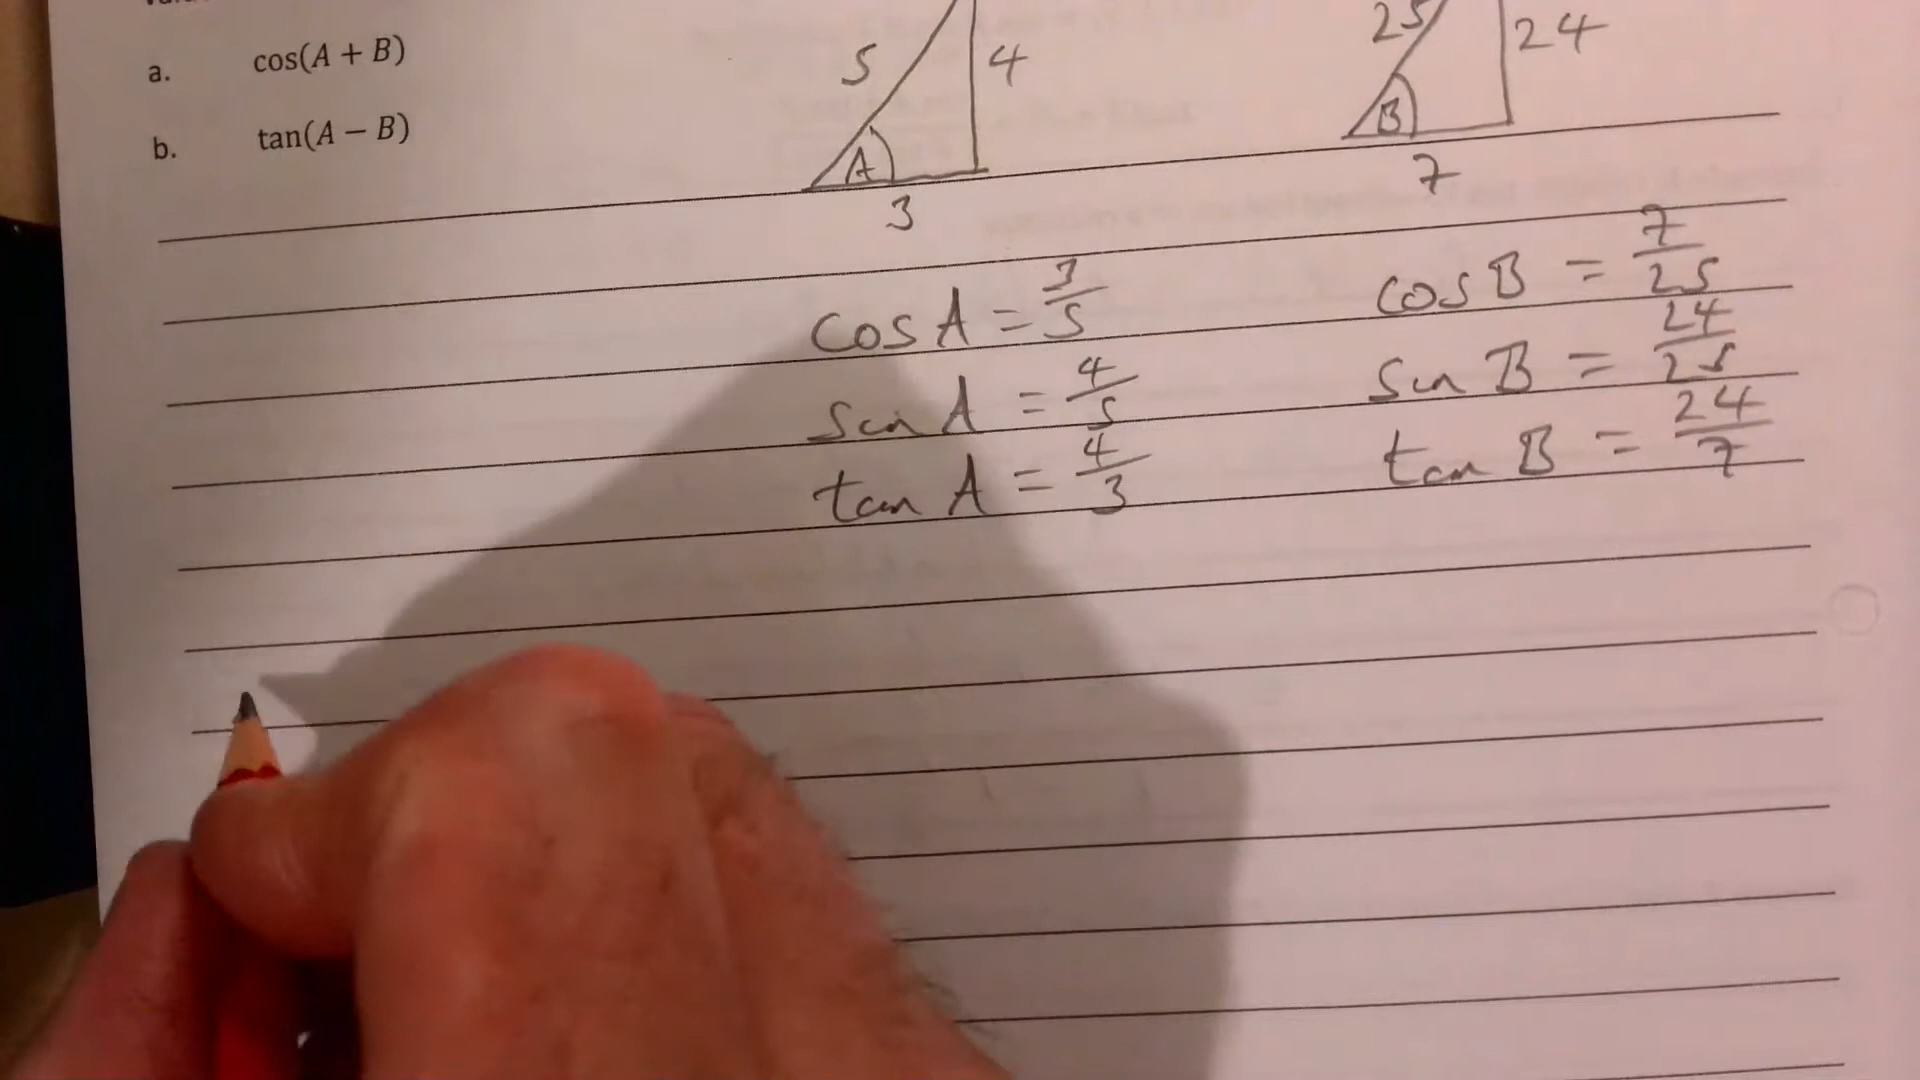 a. cos(A + B)
b. tan(A − B)
5
4
A
3
25
24
B
7
cos A = 3/5
sin A = 4/5
tan A = 4/3
cos B = 7/25
sin B = 24/25
tan B = 24/7